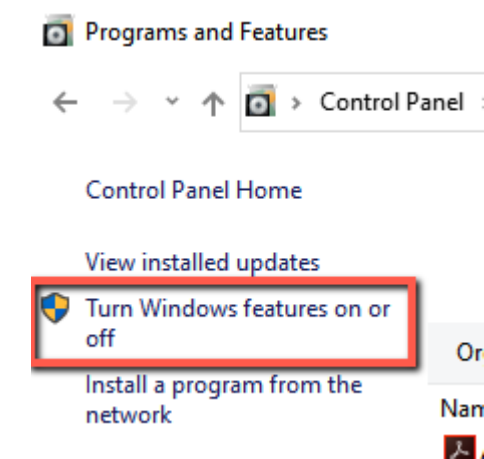 Programs and Features
Control Panel
Control Panel Home
View installed updates
Turn Windows features on or
off
Install a program from the
network